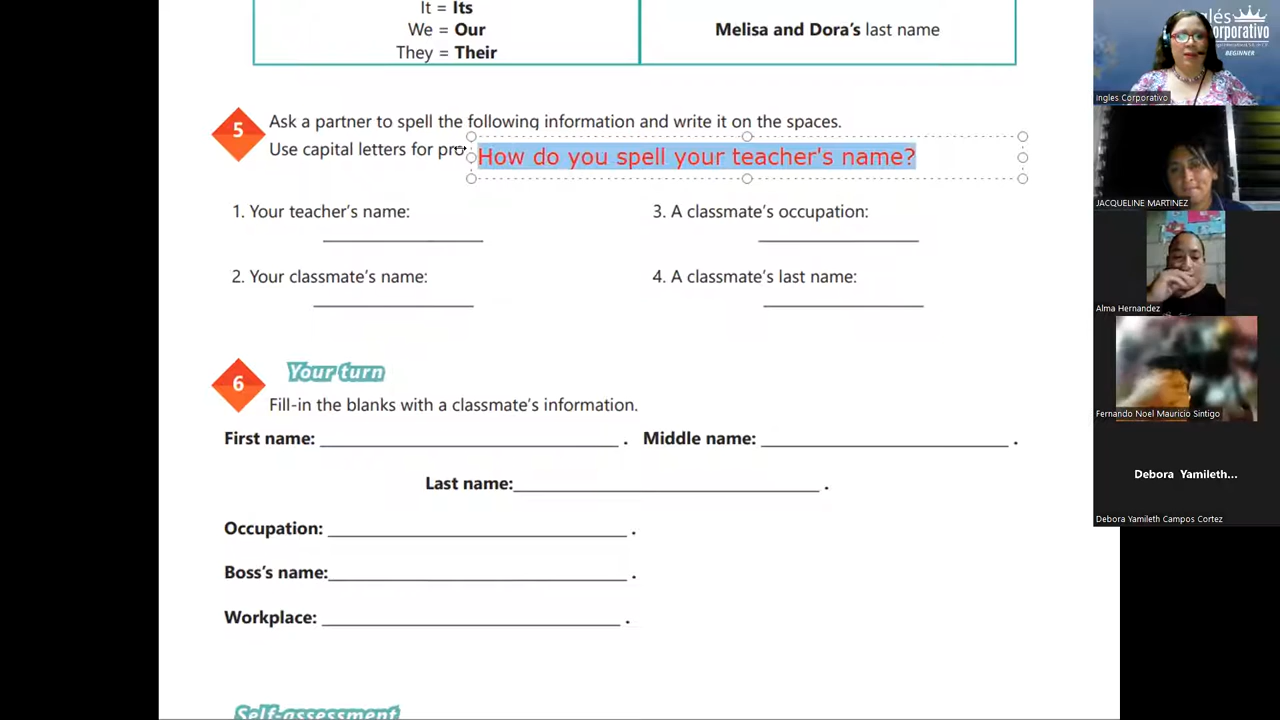 It = Its
We = Our
They = Their
Melisa and Dora's last name
5
Ask a partner to spell the following information and write it on the spaces.
Use capital letters for pro
How do you spell your teacher's name?
1. Your teacher's name:
3. A classmate's occupation:
2. Your classmate's name:
4. A classmate's last name:
6
Your turn
Fill-in the blanks with a classmate's information.
First name: . Middle name: .
Last name: .
Occupation: .
Boss's name: .
Workplace: .
Self-assessment
BEGINNER
Ingles Corporativo
JACQUELINE MARTINEZ
Alma Hernandez
Fernando Noel Mauricio Sintigo
Debora Yamileth...
Debora Yamileth Campos Cortez